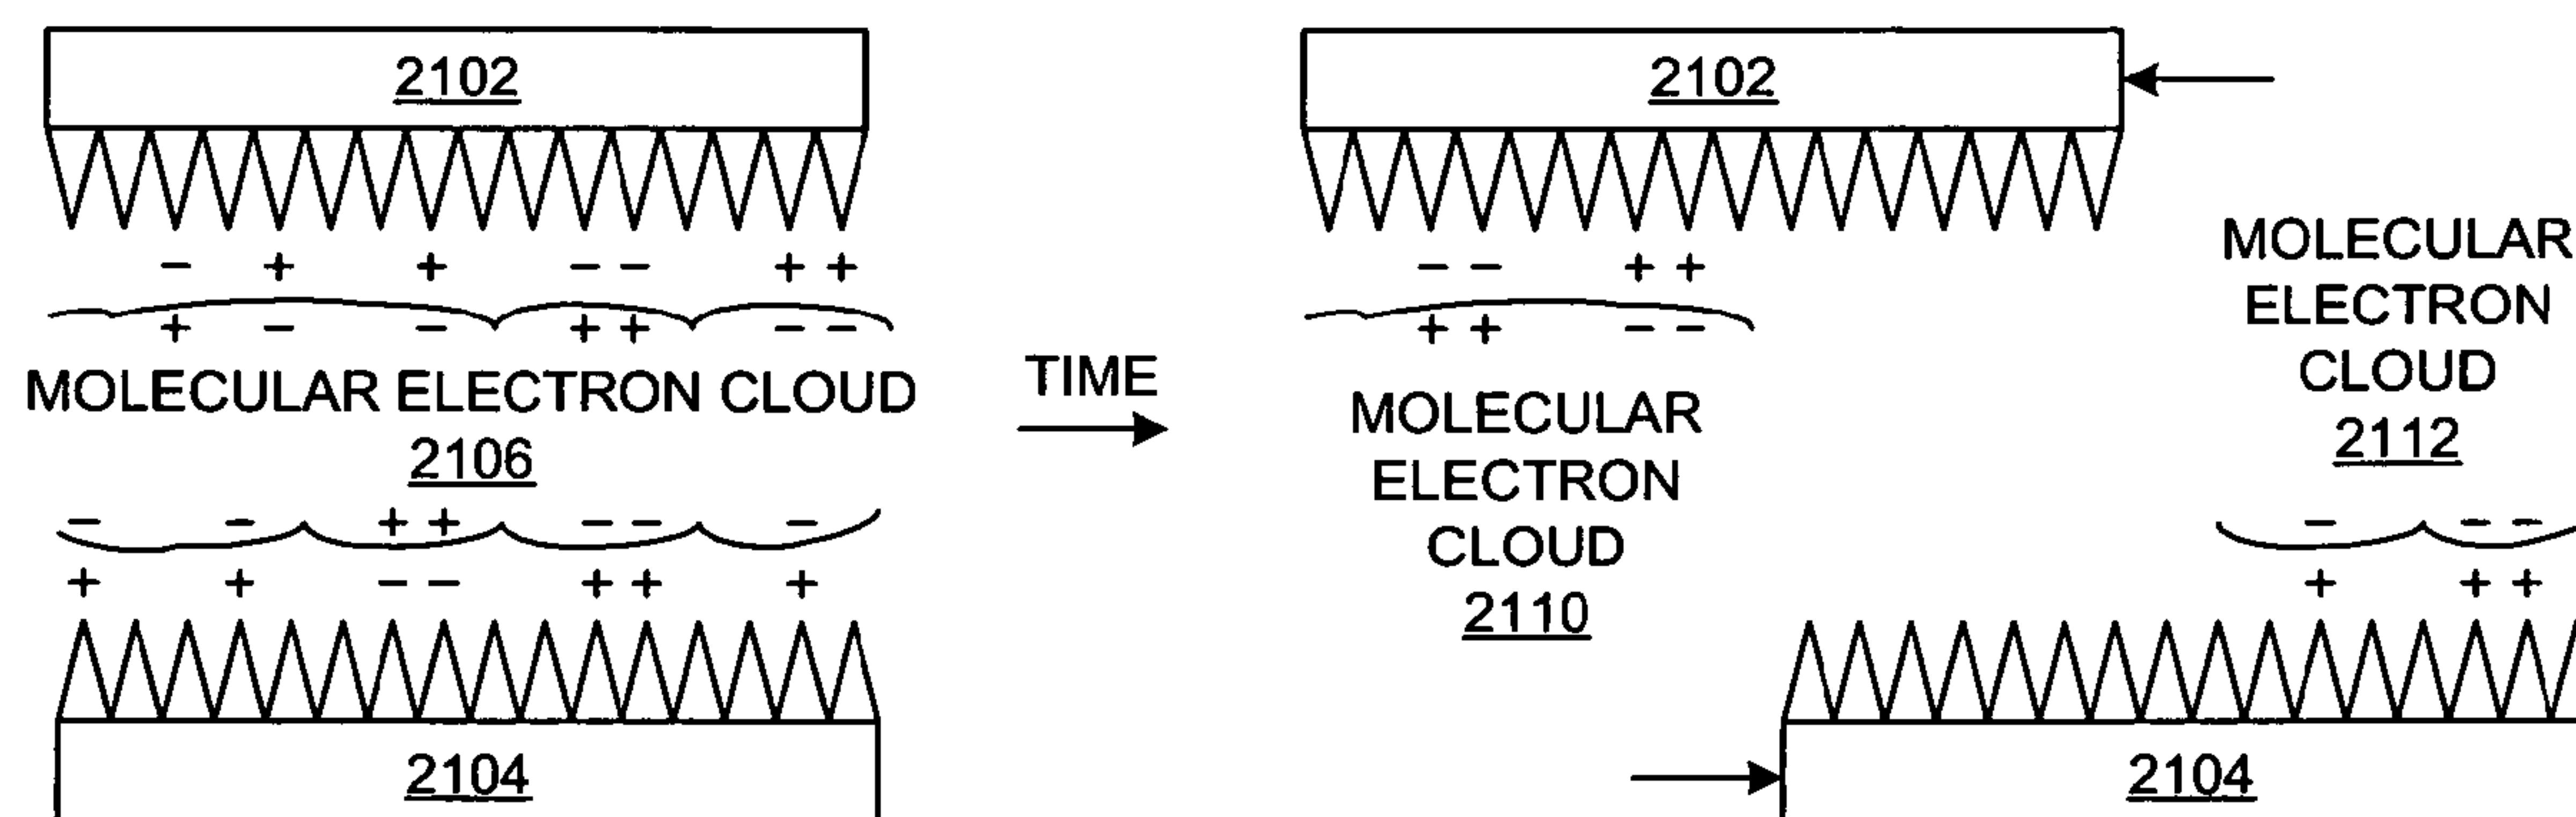 2102
− + + − − + +
+ − − + + − −
MOLECULAR ELECTRON CLOUD
2106
− − + + − − −
+ + − − + + +
2104
TIME
2102
− − + +
+ + − −
MOLECULAR
ELECTRON
CLOUD
2110
MOLECULAR
ELECTRON
CLOUD
2112
− − −
+ + +
2104